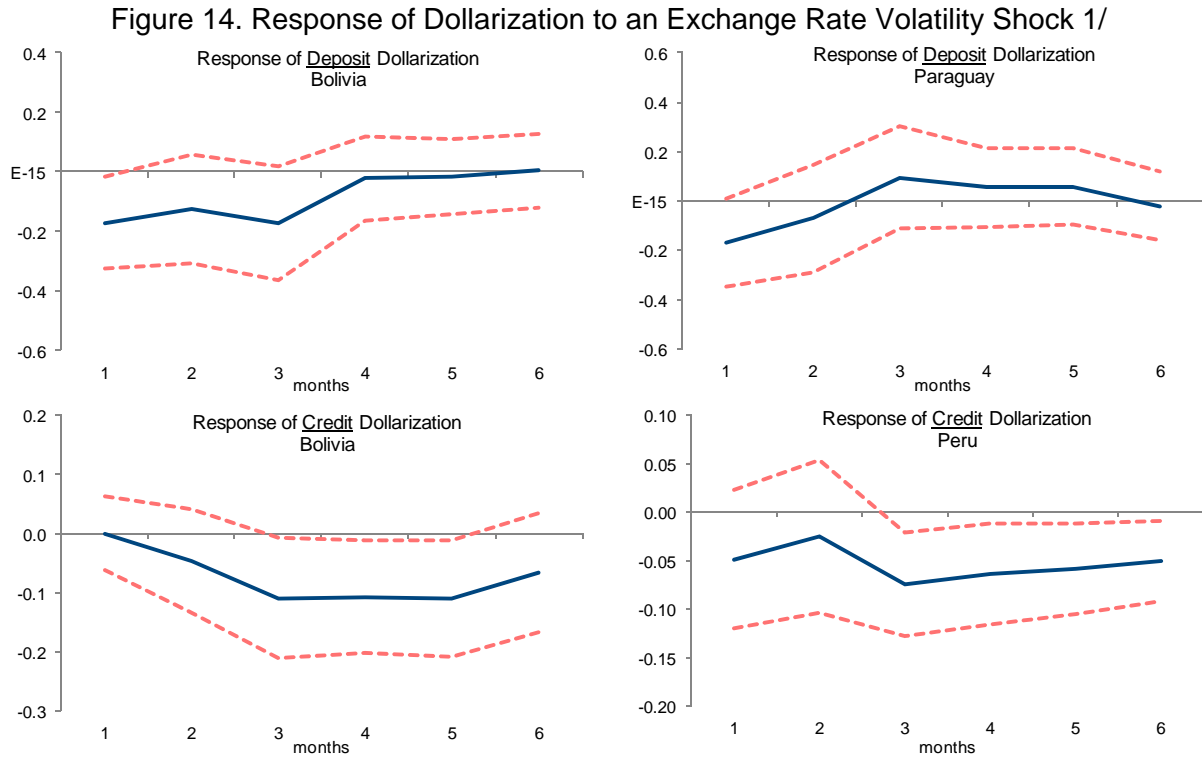 Figure 14. Response of Dollarization to an Exchange Rate Volatility Shock 1/
Response of Deposit Dollarization
Bolivia
0.4
0.2
E-15
-0.2
-0.4
-0.6
1 2 3 4 5 6
months
Response of Deposit Dollarization
Paraguay
0.6
0.4
0.2
E-15
-0.2
-0.4
-0.6
1 2 3 4 5 6
months
Response of Credit Dollarization
Bolivia
0.2
0.1
0.0
-0.1
-0.2
-0.3
1 2 3 4 5 6
months
Response of Credit Dollarization
Peru
0.10
0.05
0.00
-0.05
-0.10
-0.15
-0.20
1 2 3 4 5 6
months